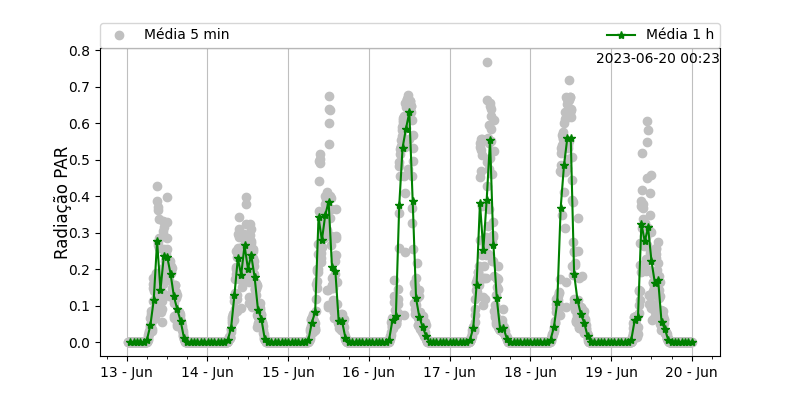 Média 5 min
Média 1 h
2023-06-20 00:23
Radiação PAR
0.8
0.7
0.6
0.5
0.4
0.3
0.2
0.1
0.0
13 - Jun
14 - Jun
15 - Jun
16 - Jun
17 - Jun
18 - Jun
19 - Jun
20 - Jun